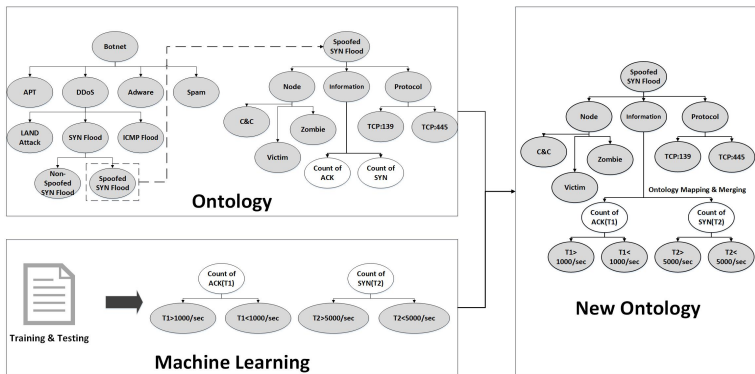 Botnet
APT
DDoS
Adware
Spam
LAND
Attack
SYN Flood
ICMP Flood
Non-
Spoofed
SYN Flood
Spoofed
SYN Flood
Spoofed
SYN Flood
Node
Information
Protocol
C&C
Zombie
TCP:139
TCP:445
Victim
Count of
ACK
Count of
SYN
Ontology
Training & Testing
Count of
ACK(T1)
Count of
SYN(T2)
T1>1000/sec
T1<1000/sec
T2>5000/sec
T2<5000/sec
Machine Learning
Spoofed
SYN Flood
Node
Information
Protocol
C&C
Zombie
TCP:139
TCP:445
Victim
Ontology Mapping & Merging
Count of
ACK(T1)
Count of
SYN(T2)
T1>
1000/sec
T1<
1000/sec
T2>
5000/sec
T2<
5000/sec
New Ontology